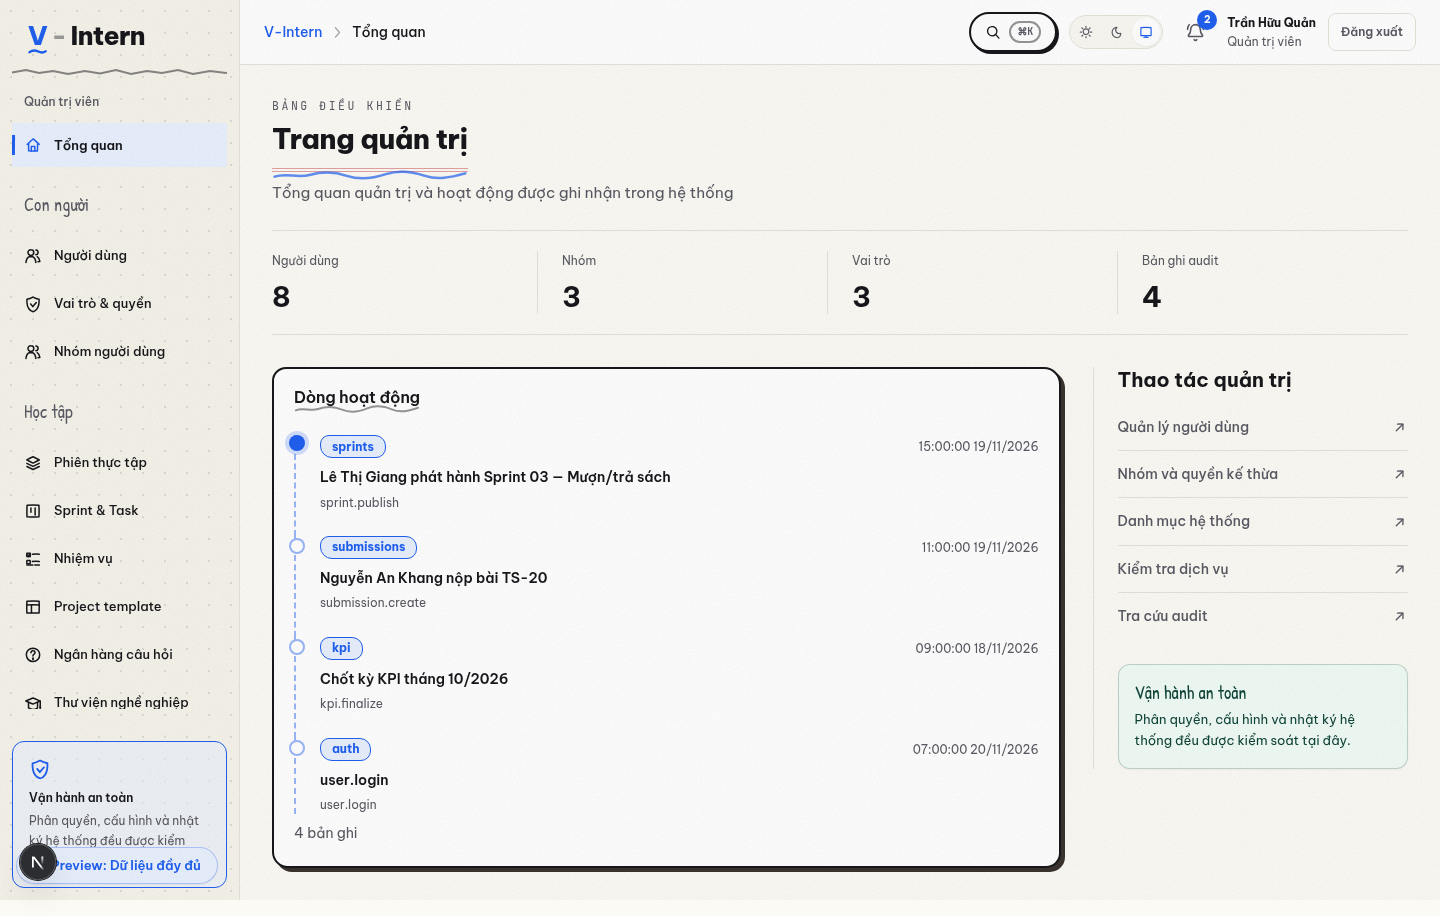 V - Intern
Quản trị viên
Tổng quan
Con người
Người dùng
Vai trò & quyền
Nhóm người dùng
Học tập
Phiên thực tập
Sprint & Task
Nhiệm vụ
Project template
Ngân hàng câu hỏi
Thư viện nghề nghiệp
Vận hành an toàn
Phân quyền, cấu hình và nhật
ký hệ thống đều được kiểm
N
Preview: Dữ liệu đầy đủ
V-Intern
Tổng quan
⌘K
2
Trần Hữu Quản
Quản trị viên
Đăng xuất
BẢNG ĐIỀU KHIỂN
Trang quản trị
Tổng quan quản trị và hoạt động được ghi nhận trong hệ thống
Người dùng
8
Nhóm
3
Vai trò
3
Bản ghi audit
4
Dòng hoạt động
sprints
15:00:00 19/11/2026
Lê Thị Giang phát hành Sprint 03 — Mượn/trả sách
sprint.publish
submissions
11:00:00 19/11/2026
Nguyễn An Khang nộp bài TS-20
submission.create
kpi
09:00:00 18/11/2026
Chốt kỳ KPI tháng 10/2026
kpi.finalize
auth
07:00:00 20/11/2026
user.login
user.login
4 bản ghi
Thao tác quản trị
Quản lý người dùng
Nhóm và quyền kế thừa
Danh mục hệ thống
Kiểm tra dịch vụ
Tra cứu audit
Vận hành an toàn
Phân quyền, cấu hình và nhật ký hệ
thống đều được kiểm soát tại đây.